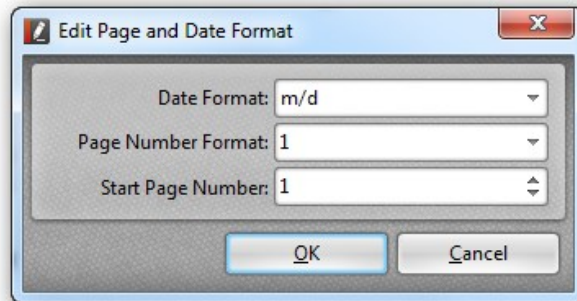 Edit Page and Date Format
Date Format: m/d
Page Number Format: 1
Start Page Number: 1
OK Cancel